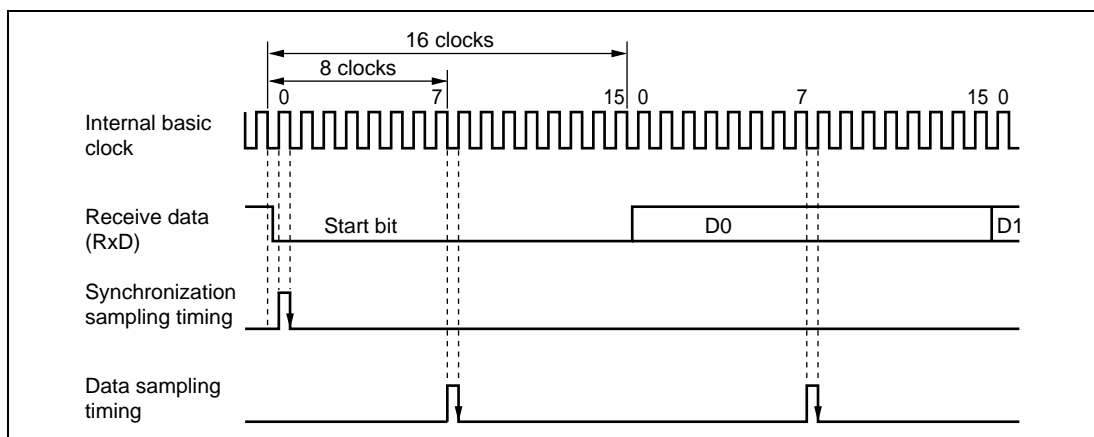 16 clocks
8 clocks
0 7 15 0 7 15 0
Internal basic
clock
Receive data
(RxD)
Start bit D0 D1
Synchronization
sampling timing
Data sampling
timing